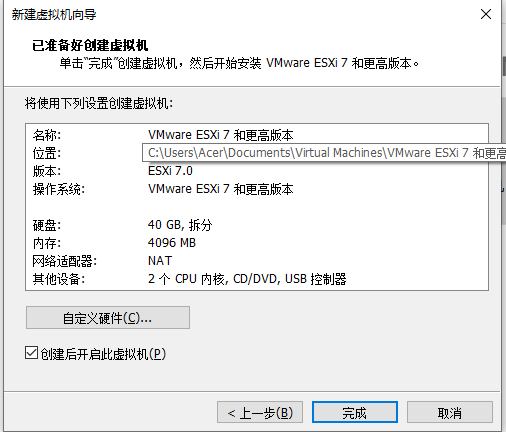 新建虚拟机向导
已准备好创建虚拟机
单击“完成”创建虚拟机，然后开始安装 VMware ESXi 7 和更高版本。
将使用下列设置创建虚拟机:
名称: VMware ESXi 7 和更高版本
位置: C:\Users\Acer\Documents\Virtual Machines\VMware ESXi 7 和更高
版本: ESXi 7.0
操作系统: VMware ESXi 7 和更高版本
硬盘: 40 GB, 拆分
内存: 4096 MB
网络适配器: NAT
其他设备: 2 个 CPU 内核, CD/DVD, USB 控制器
自定义硬件(C)...
创建后开启此虚拟机(P)
< 上一步(B) 完成 取消